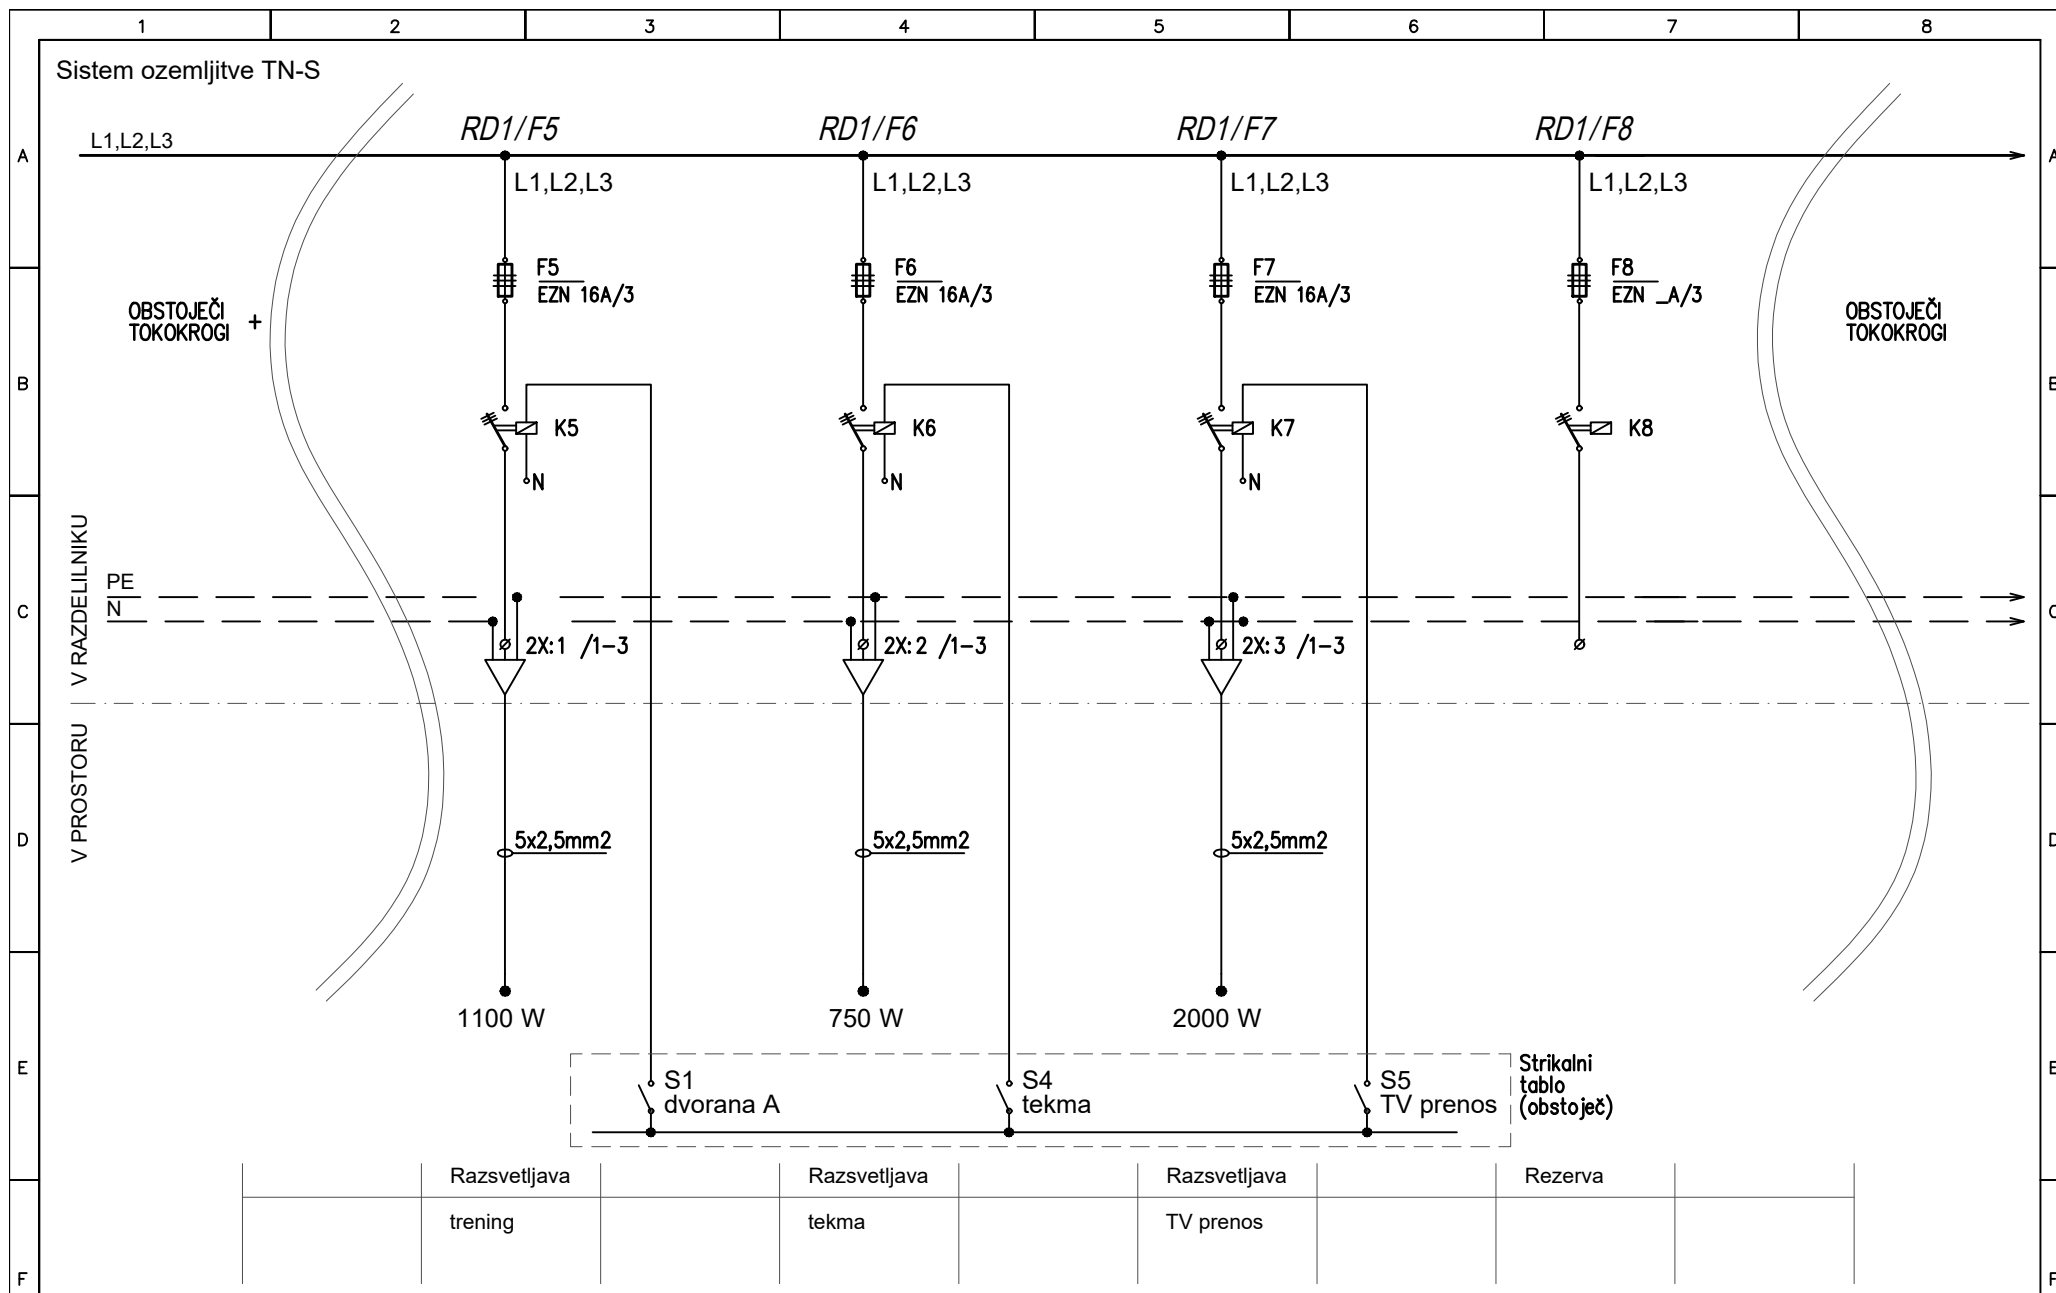 1 2 3 4 5 6 7 8
Sistem ozemljitve TN-S
RD1/F5 RD1/F6 RD1/F7 RD1/F8
L1,L2,L3
A A
L1,L2,L3 L1,L2,L3 L1,L2,L3 L1,L2,L3
F5 F6 F7 F8
EZN 16A/3 EZN 16A/3 EZN 16A/3 EZN _A/3
OBSTOJEČI OBSTOJEČI
TOKOKROGI + TOKOKROGI
B B
K5 K6 K7 K8
N N N
V RAZDELILNIKU
PE
N
C C
2X:1 /1-3 2X:2 /1-3 2X:3 /1-3
V PROSTORU
D D
5x2,5mm2 5x2,5mm2 5x2,5mm2
1100 W 750 W 2000 W
E E
S1 S4 S5
dvorana A tekma TV prenos
Strikalni
tablo
(obstoječ)
Razsvetljava Razsvetljava Razsvetljava Rezerva
trening tekma TV prenos
F F